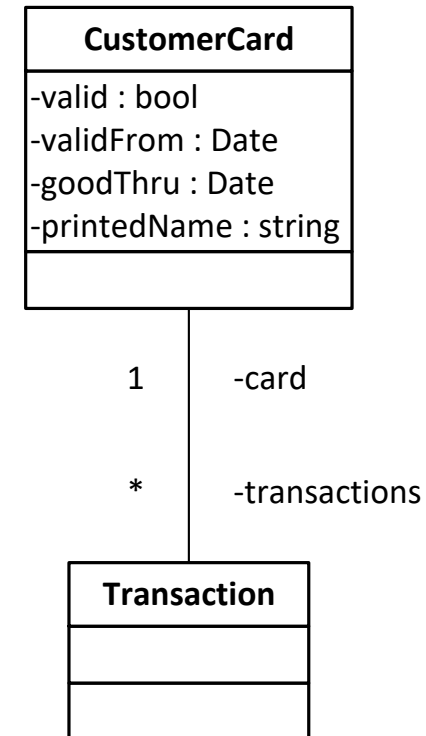 CustomerCard
-valid : bool
-validFrom : Date
-goodThru : Date
-printedName : string
1 -card
* -transactions
Transaction